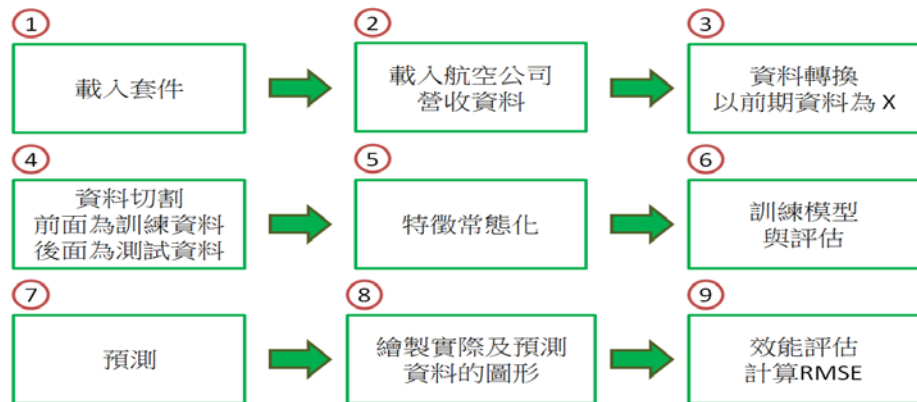 ①
載入套件
②
載入航空公司
營收資料
③
資料轉換
以前期資料為 X
④
資料切割
前面為訓練資料
後面為測試資料
⑤
特徵常態化
⑥
訓練模型
與評估
⑦
預測
⑧
繪製實際及預測
資料的圖形
⑨
效能評估
計算RMSE